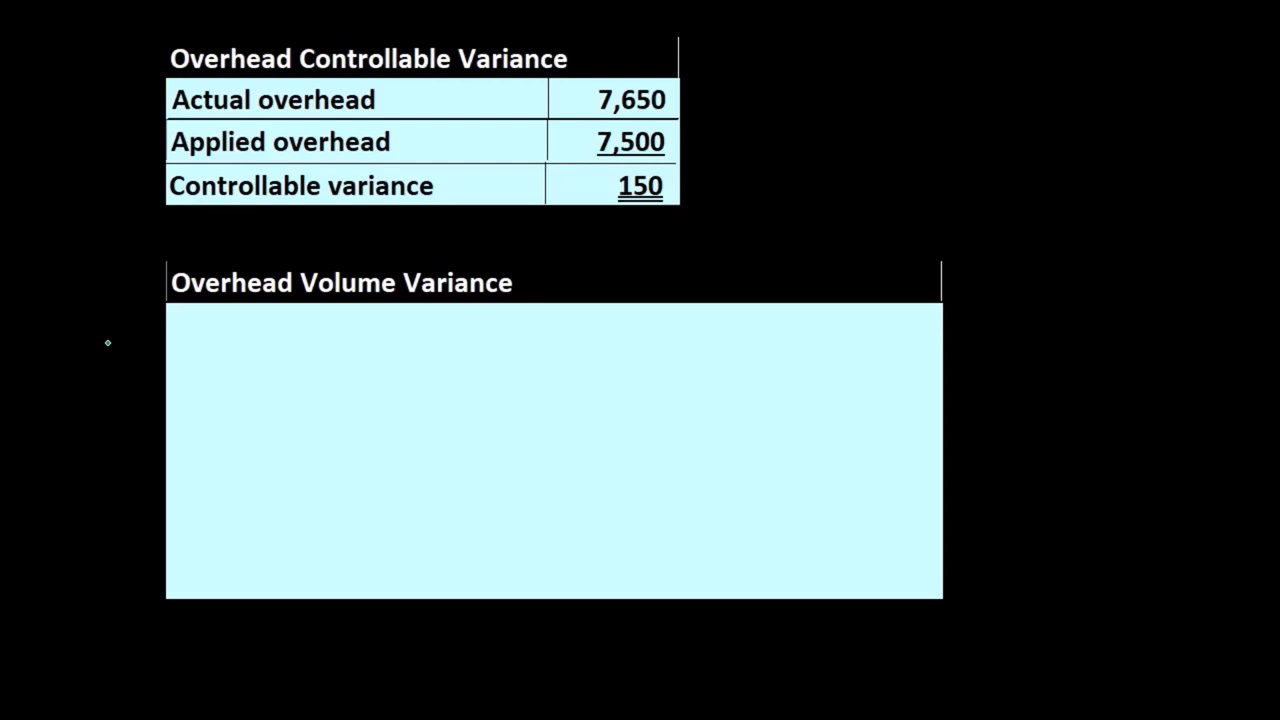 Overhead Controllable Variance
Actual overhead 7,650
Applied overhead 7,500
Controllable variance 150
Overhead Volume Variance